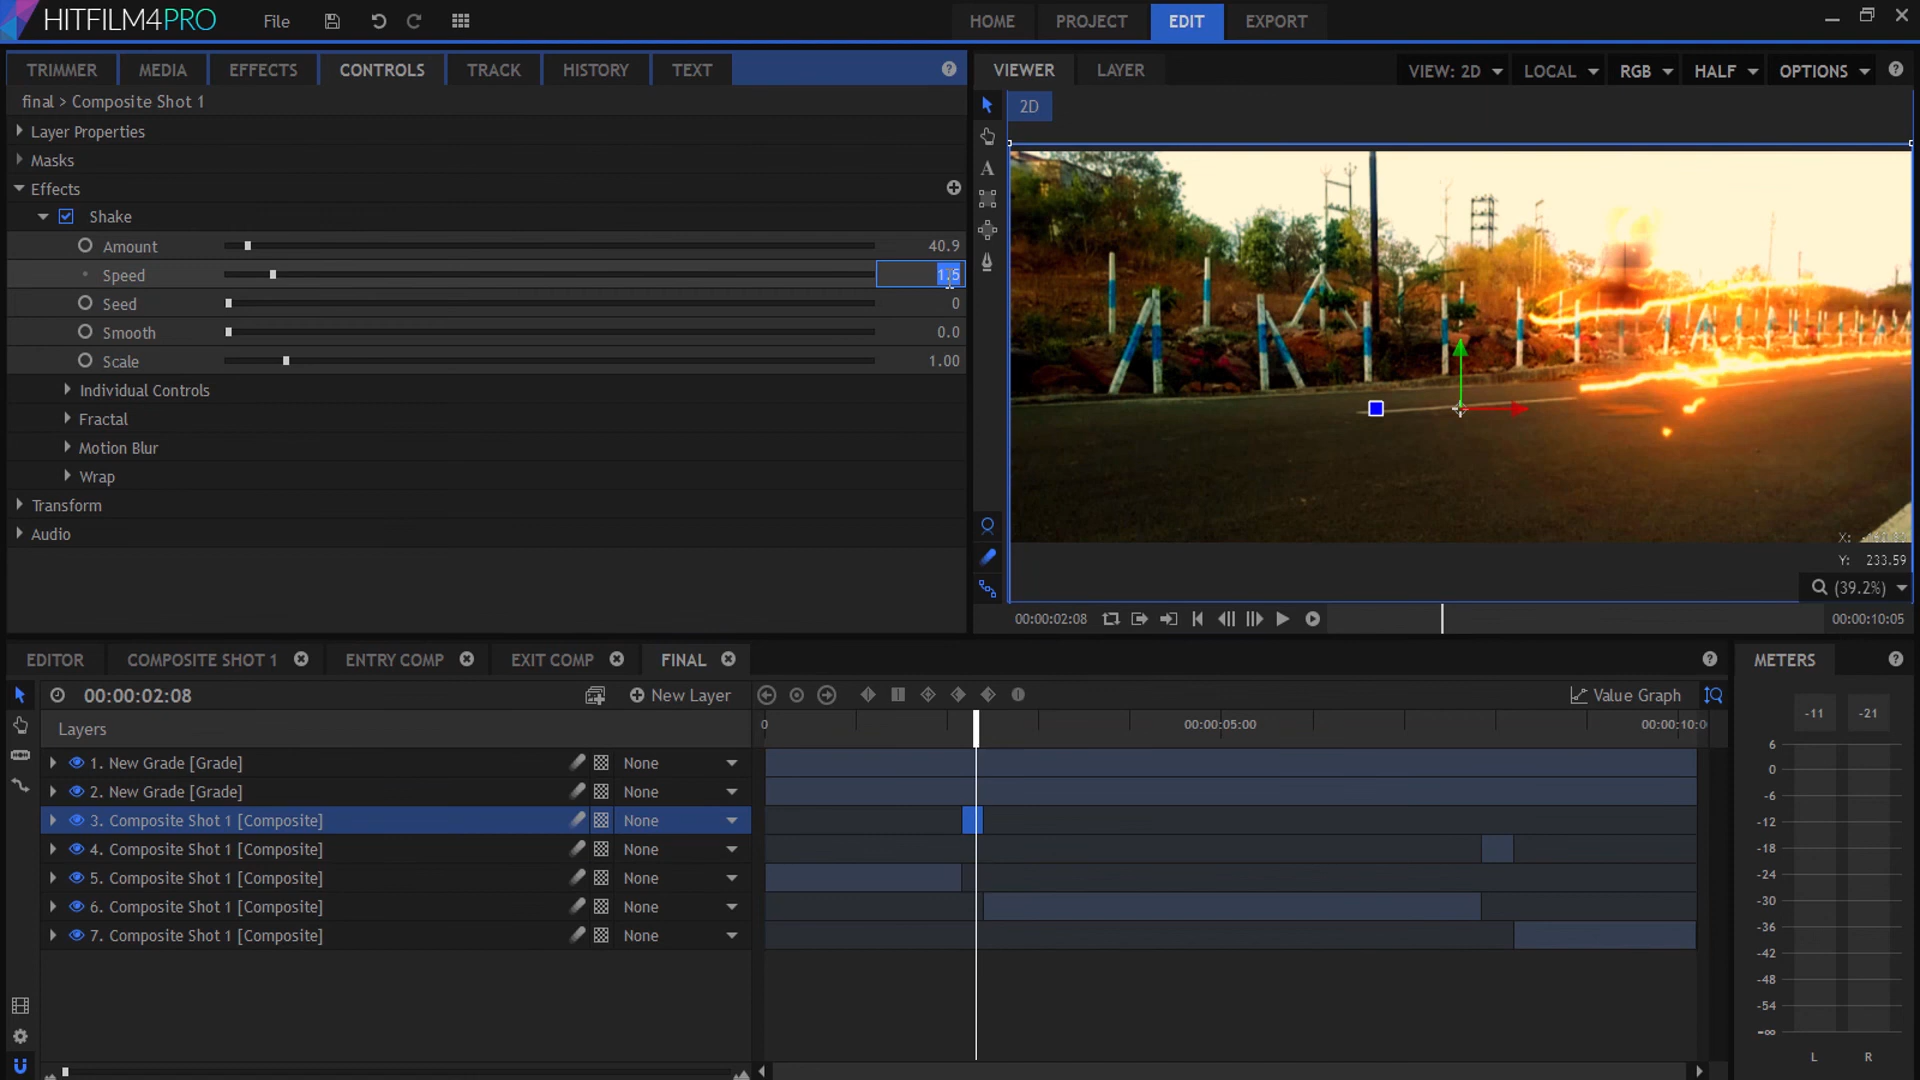 HITFILM4PRO File HOME PROJECT EDIT EXPORT
TRIMMER MEDIA EFFECTS CONTROLS TRACK HISTORY TEXT
final > Composite Shot 1
Layer Properties
Masks
Effects
Shake
Amount 40.9
Speed 1.5
Seed 0
Smooth 0.0
Scale 1.00
Individual Controls
Fractal
Motion Blur
Wrap
Transform
Audio
VIEWER LAYER VIEW: 2D LOCAL RGB HALF OPTIONS
2D
X:
Y: 233.59
(39.2%)
00:00:02:08 00:00:10:05
EDITOR COMPOSITE SHOT 1 ENTRY COMP EXIT COMP FINAL
00:00:02:08 New Layer Value Graph
0 00:00:05:00 00:00:10:0
Layers
1. New Grade [Grade] None
2. New Grade [Grade] None
3. Composite Shot 1 [Composite] None
4. Composite Shot 1 [Composite] None
5. Composite Shot 1 [Composite] None
6. Composite Shot 1 [Composite] None
7. Composite Shot 1 [Composite] None
METERS
-11 -21
6
0
-6
-12
-18
-24
-30
-36
-42
-48
-54
-∞
L R